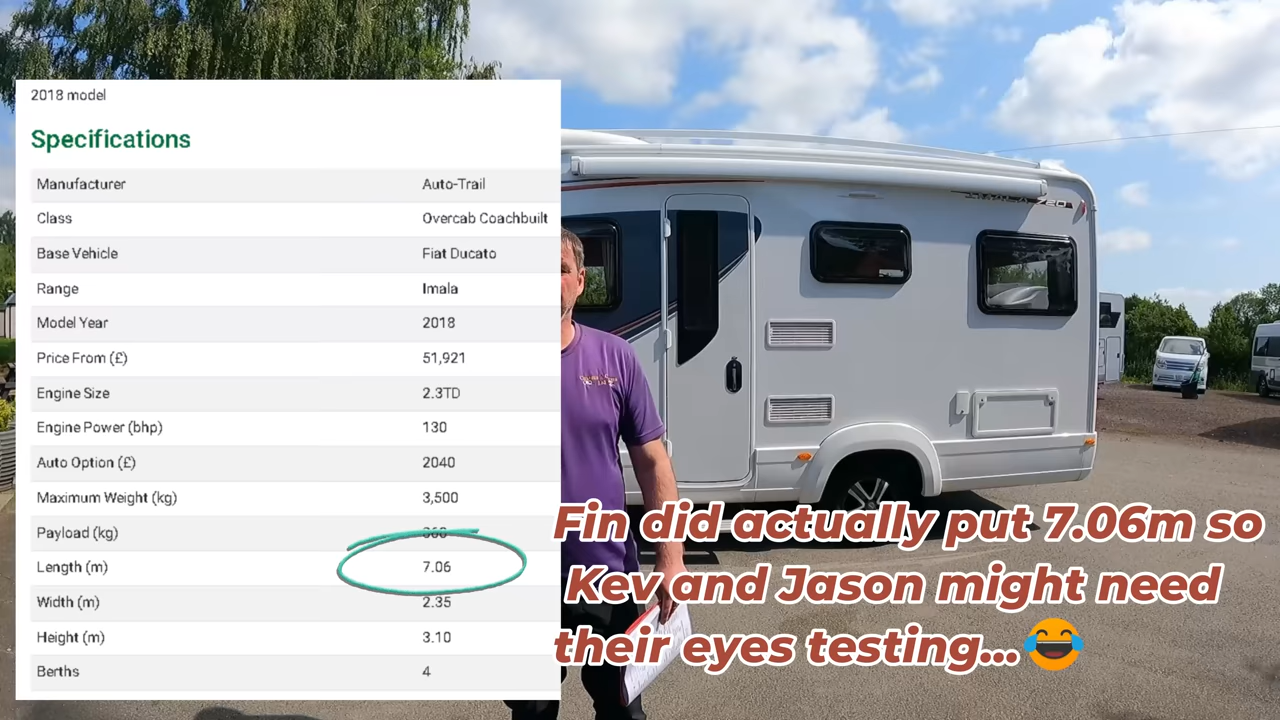 2018 model
Specifications
Manufacturer Auto-Trail
Class Overcab Coachbuilt
Base Vehicle Fiat Ducato
Range Imala
Model Year 2018
Price From (£) 51,921
Engine Size 2.3TD
Engine Power (bhp) 130
Auto Option (£) 2040
Maximum Weight (kg) 3,500
Payload (kg) 360
Length (m) 7.06
Width (m) 2.35
Height (m) 3.10
Berths 4
Fin did actually put 7.06m so
Kev and Jason might need
their eyes testing...😂